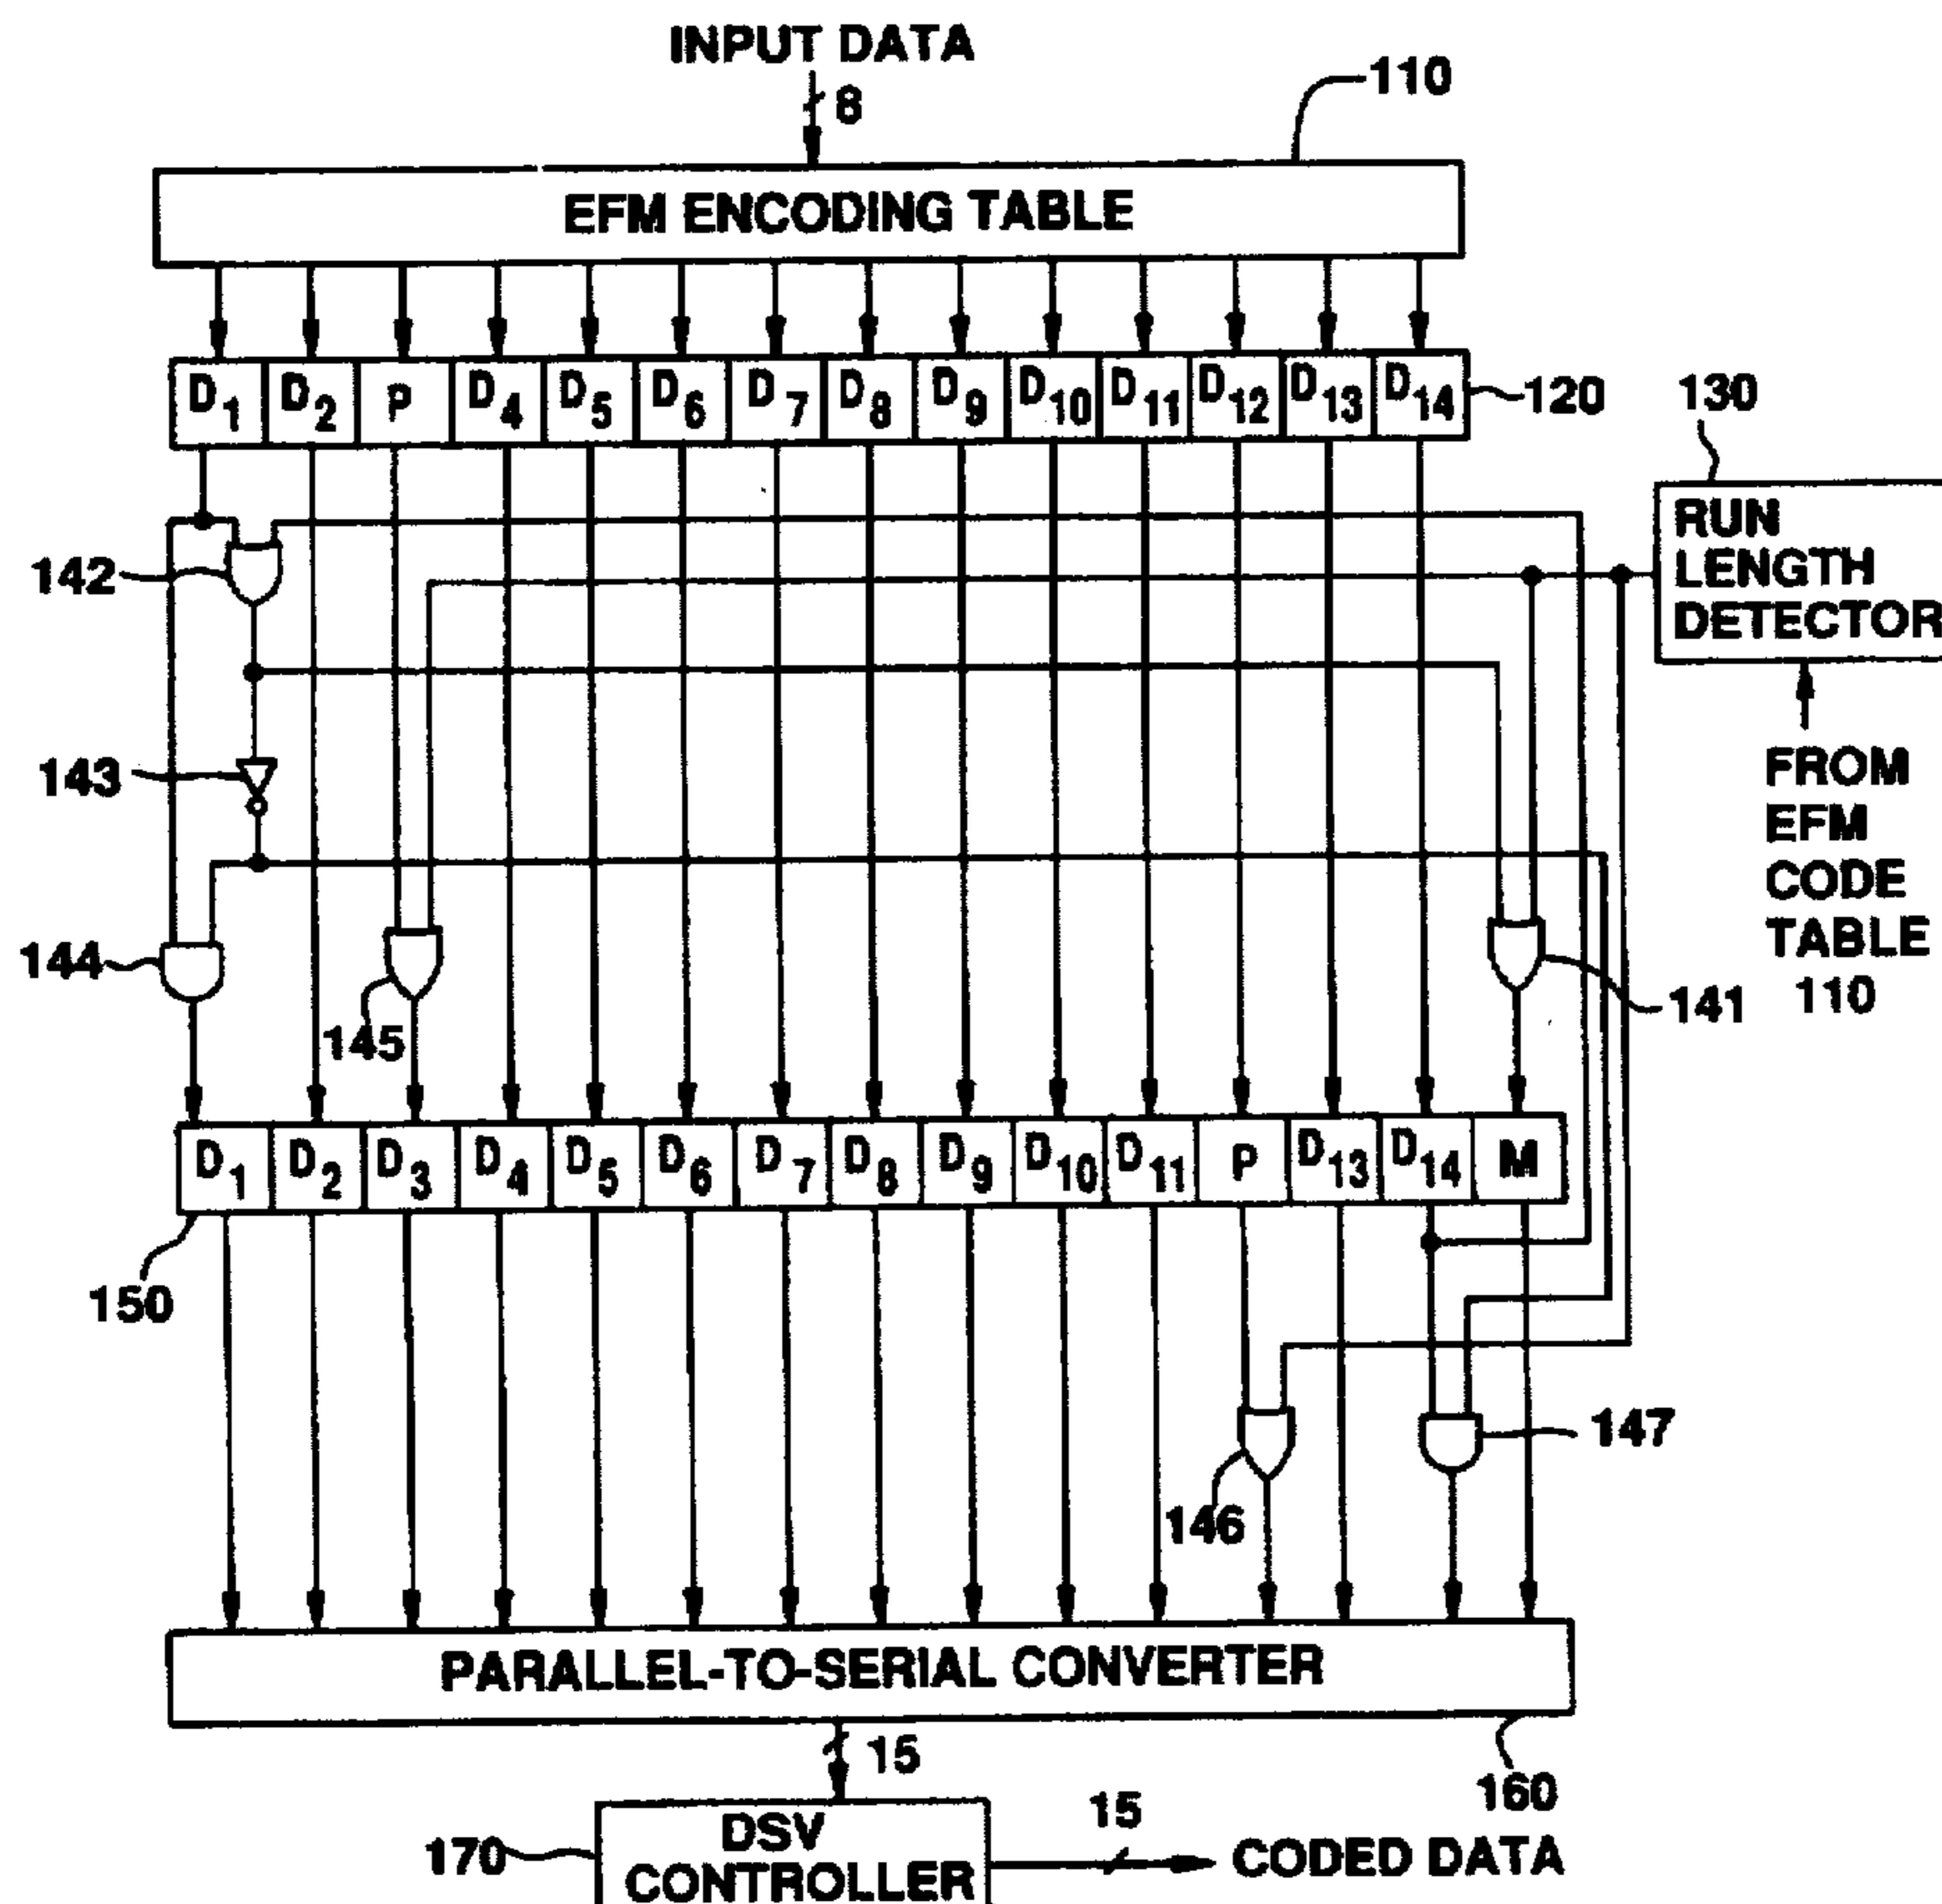 INPUT DATA
8
110
EFM ENCODING TABLE
D1 D2 P D4 D5 D6 D7 D8 D9 D10 D11 D12 D13 D14
120
130
RUN
LENGTH
DETECTOR
142
143
FROM
EFM
CODE
TABLE
110
144
145
141
D1 D2 D3 D4 D5 D6 D7 D8 D9 D10 D11 P D13 D14 M
150
147
146
PARALLEL-TO-SERIAL CONVERTER
15
160
170
DSV
CONTROLLER
15
CODED DATA